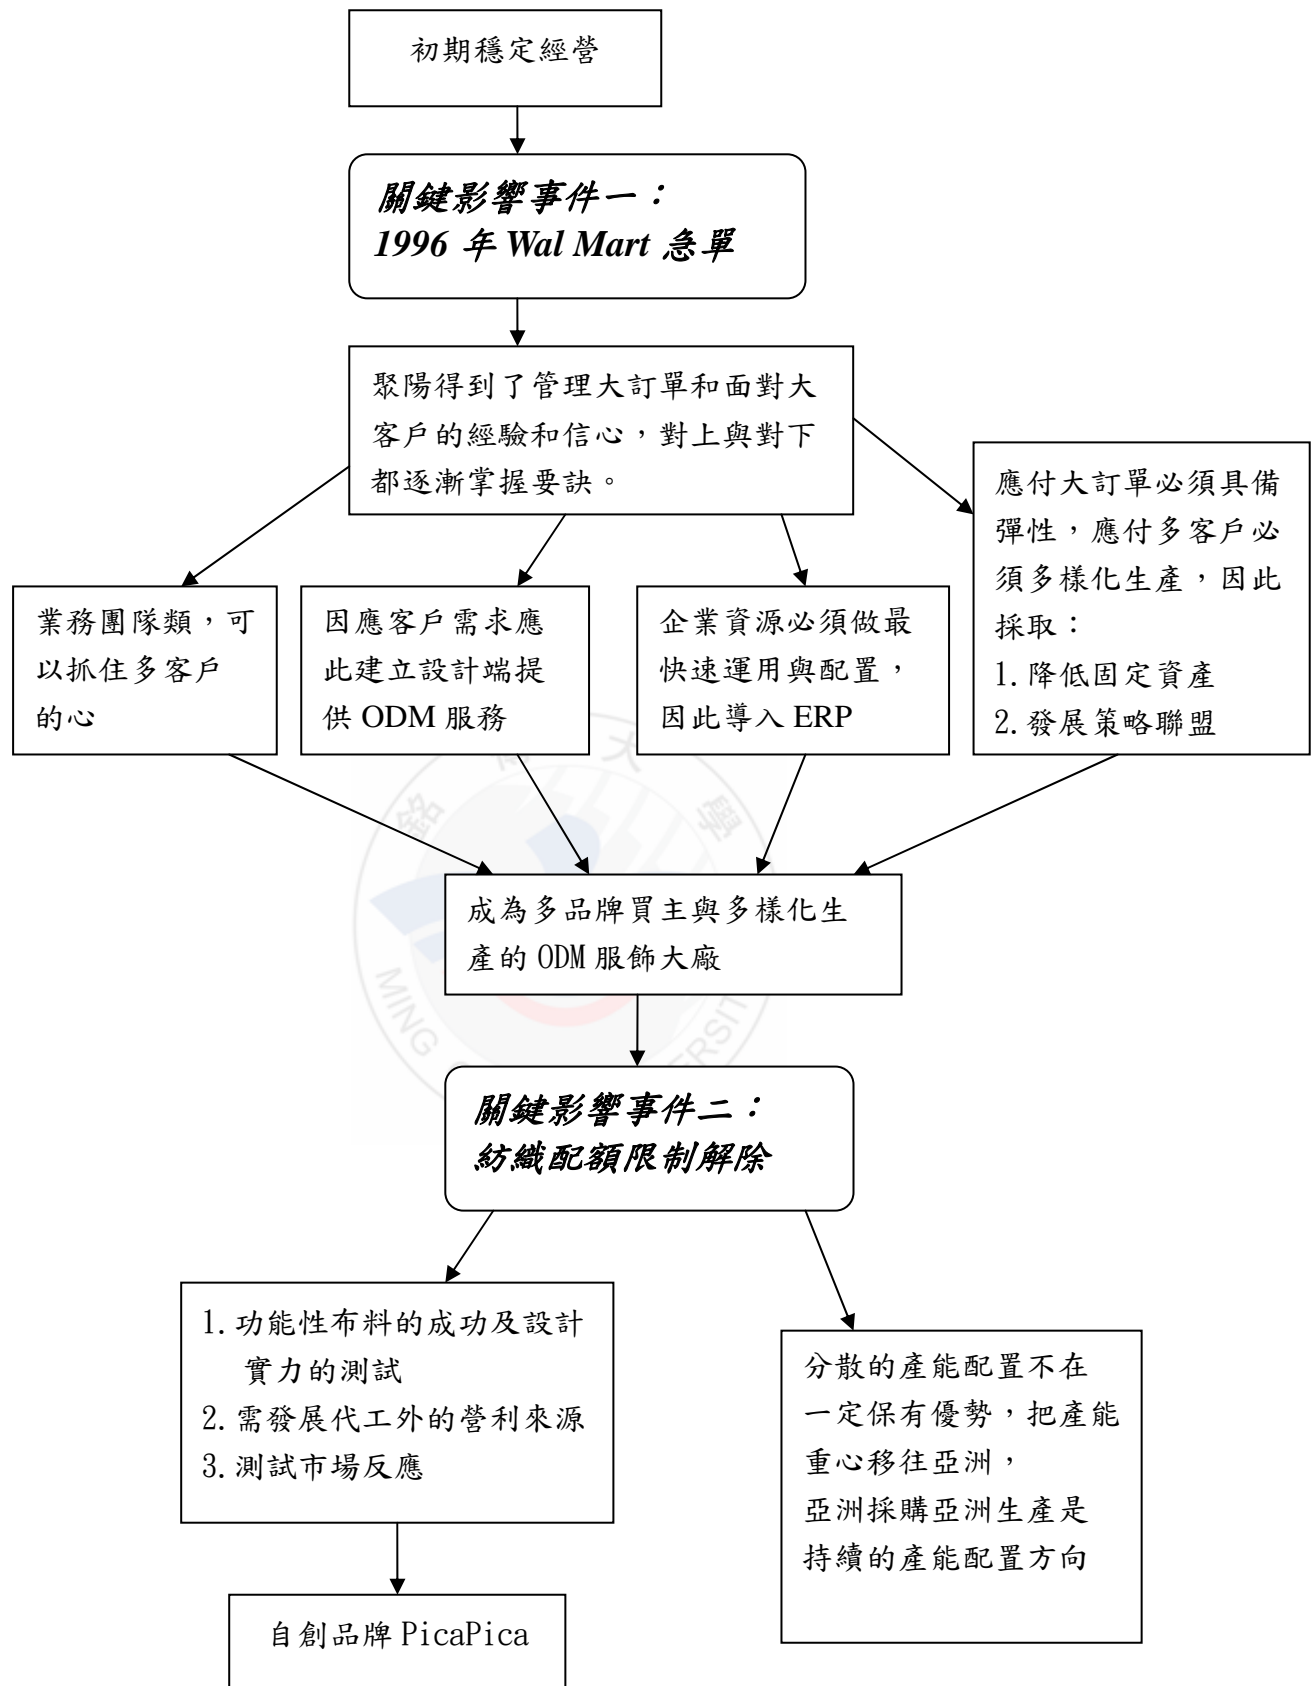 初期穩定經營
關鍵影響事件一：
1996 年 Wal Mart 急單
聚陽得到了管理大訂單和面對大
客戶的經驗和信心，對上與對下
都逐漸掌握要訣。
業務團隊類，可
以抓住多客戶
的心
因應客戶需求應
此建立設計端提
供 ODM 服務
企業資源必須做最
快速運用與配置，
因此導入 ERP
應付大訂單必須具備
彈性，應付多客戶必
須多樣化生產，因此
採取：
1. 降低固定資產
2. 發展策略聯盟
成為多品牌買主與多樣化生
產的 ODM 服飾大廠
關鍵影響事件二：
紡織配額限制解除
1. 功能性布料的成功及設計
實力的測試
2. 需發展代工外的營利來源
3. 測試市場反應
分散的產能配置不在
一定保有優勢，把產能
重心移往亞洲，
亞洲採購亞洲生產是
持續的產能配置方向
自創品牌 PicaPica
銘 大 學
MING